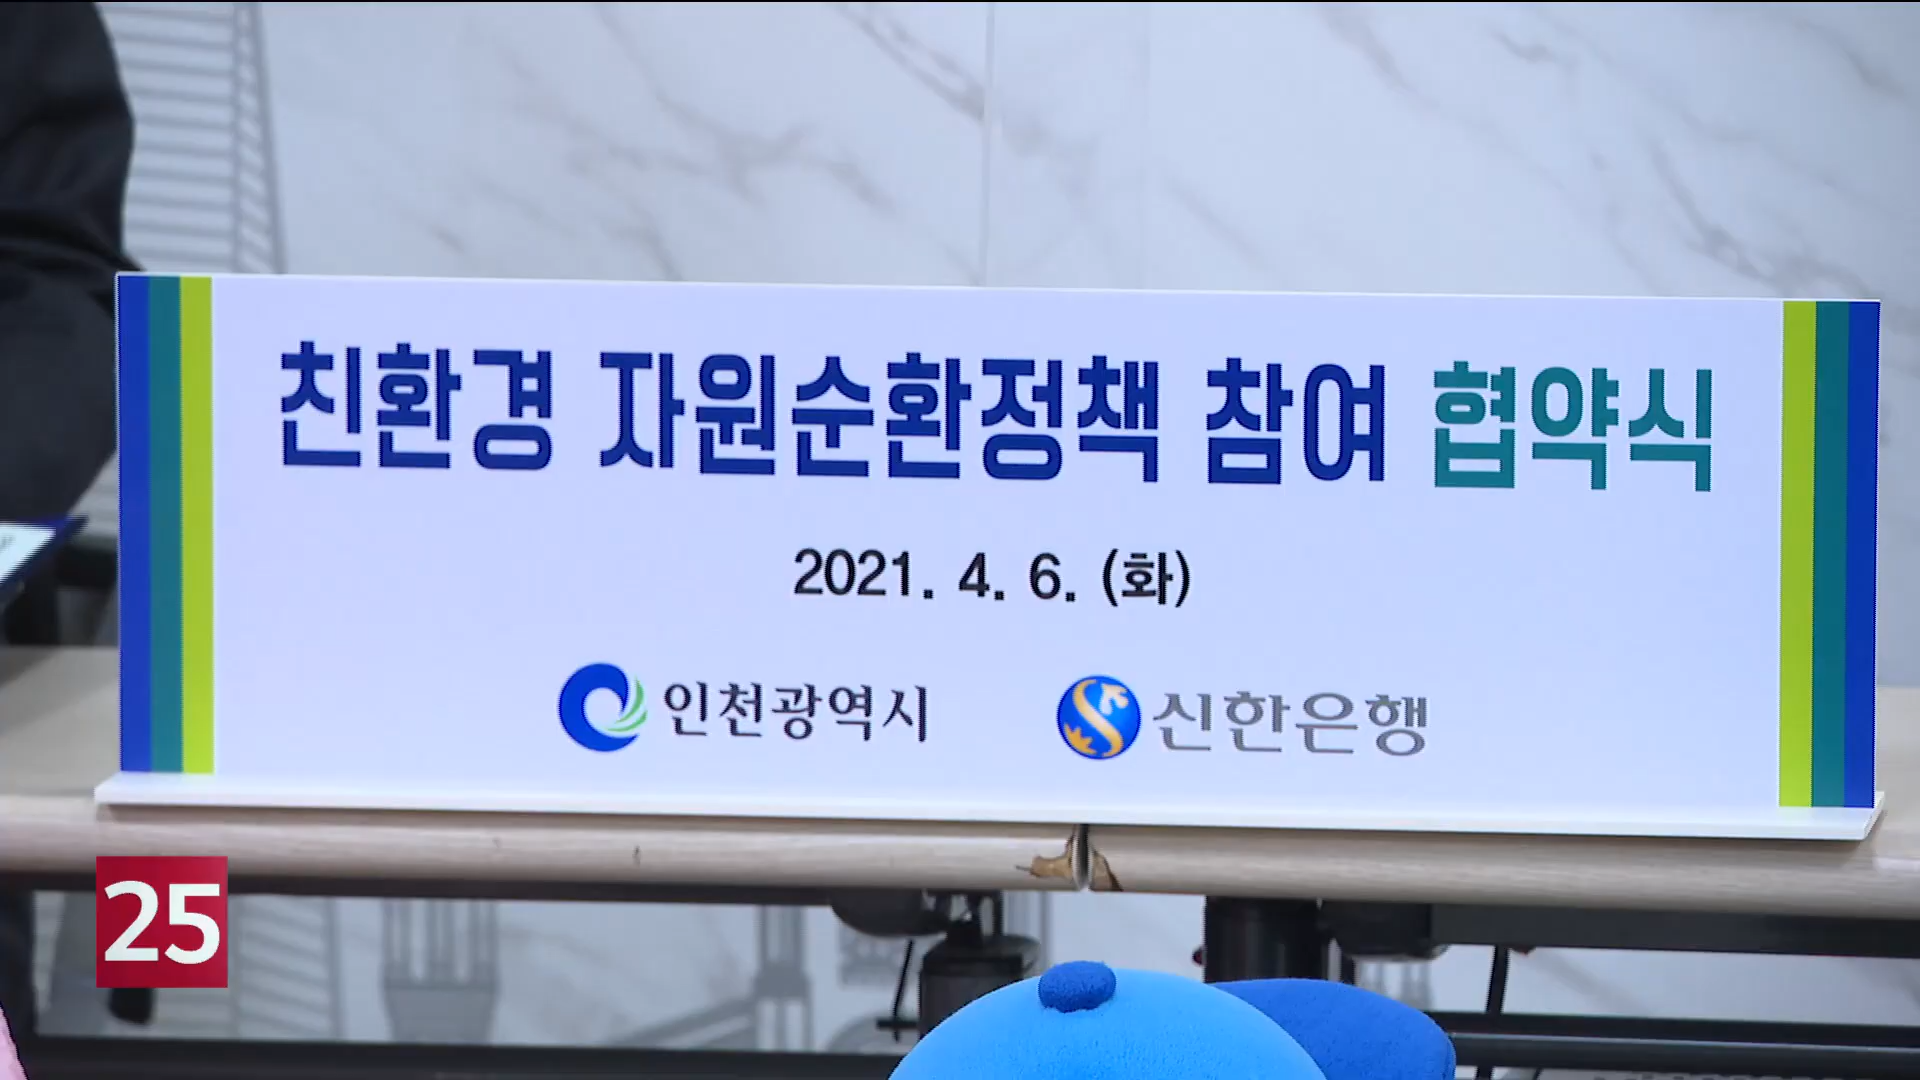 친환경 자원순환정책 참여 협약식
2021. 4. 6. (화)
인천광역시 신한은행
25